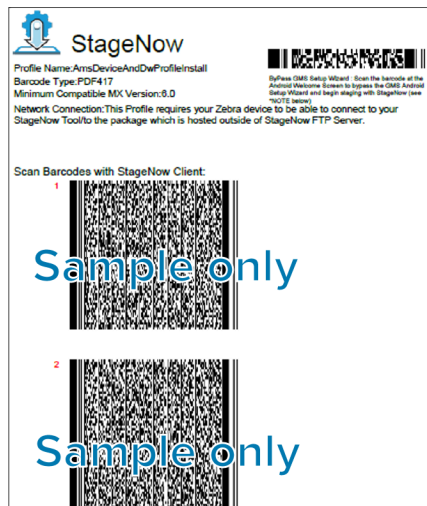 StageNow
Profile Name:AmsDeviceAndDwProfileInstall
Barcode Type:PDF417
Minimum Compatible MX Version:6.0
ByPass GMS Setup Wizard : Scan the barcode at the
Android Welcome Screen to bypass the GMS Android
Setup Wizard and begin staging with StageNow (see
*NOTE below)
Network Connection:This Profile requires your Zebra device to be able to connect to your
StageNow Tool/to the package which is hosted outside of StageNow FTP Server.
Scan Barcodes with StageNow Client:
1
Sample only
2
Sample only